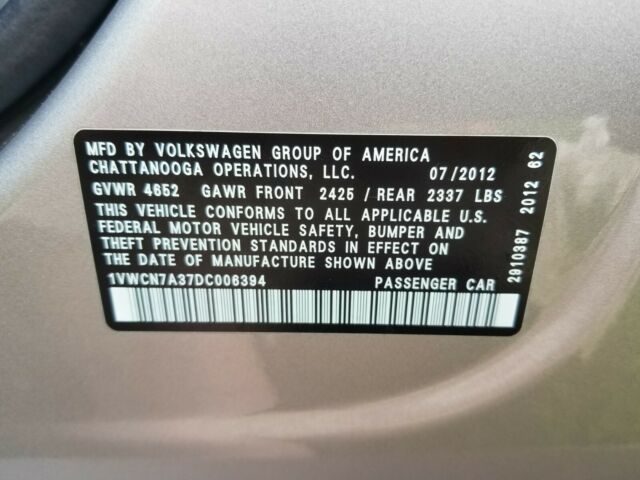 MFD BY VOLKSWAGEN GROUP OF AMERICA
CHATTANOOGA OPERATIONS, LLC. 07/2012
GVWR 4652 GAWR FRONT 2425 / REAR 2337 LBS
THIS VEHICLE CONFORMS TO ALL APPLICABLE U.S.
FEDERAL MOTOR VEHICLE SAFETY, BUMPER AND
THEFT PREVENTION STANDARDS IN EFFECT ON
THE DATE OF MANUFACTURE SHOWN ABOVE
1VWCN7A37DC006394 PASSENGER CAR
2910387 2012 62